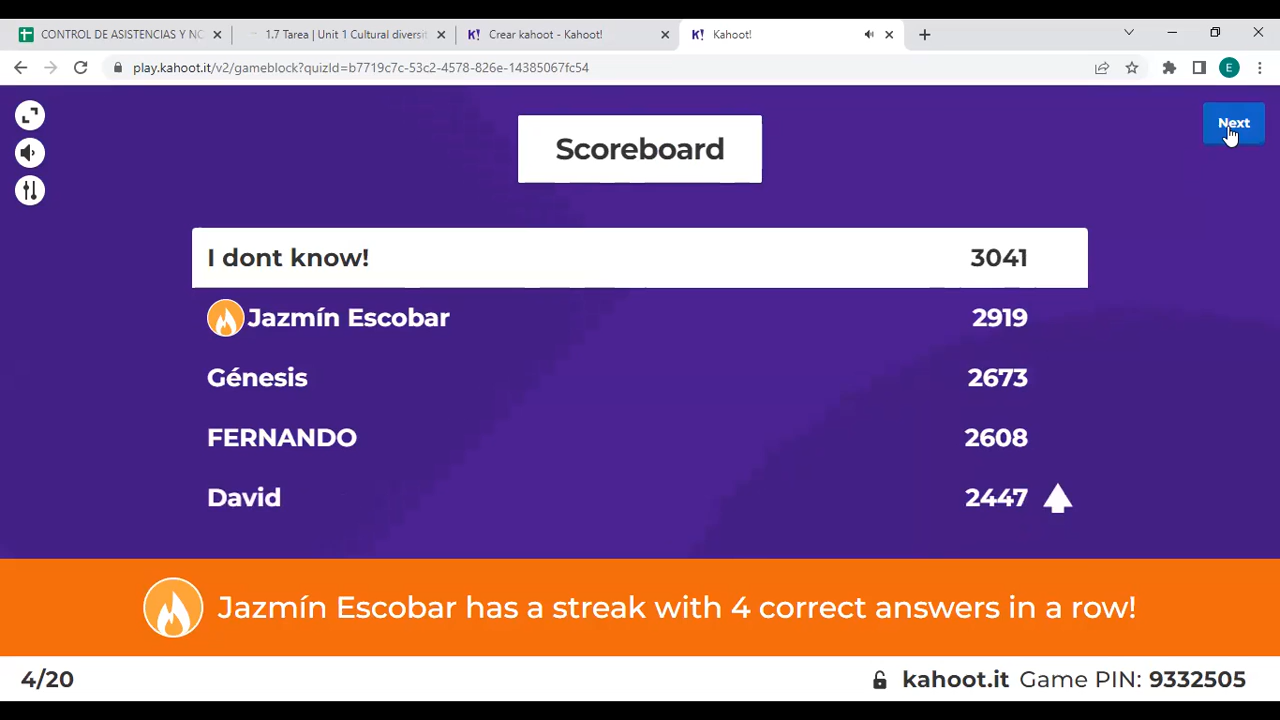 CONTROL DE ASISTENCIAS Y NC
1.7 Tarea | Unit 1 Cultural diversit
K! Crear kahoot - Kahoot!
K! Kahoot!
play.kahoot.it/v2/gameblock?quizId=b7719c7c-53c2-4578-826e-14385067fc54
E
Next
Scoreboard
I dont know! 3041
Jazmín Escobar 2919
Génesis 2673
FERNANDO 2608
David 2447
Jazmín Escobar has a streak with 4 correct answers in a row!
4/20
kahoot.it Game PIN: 9332505